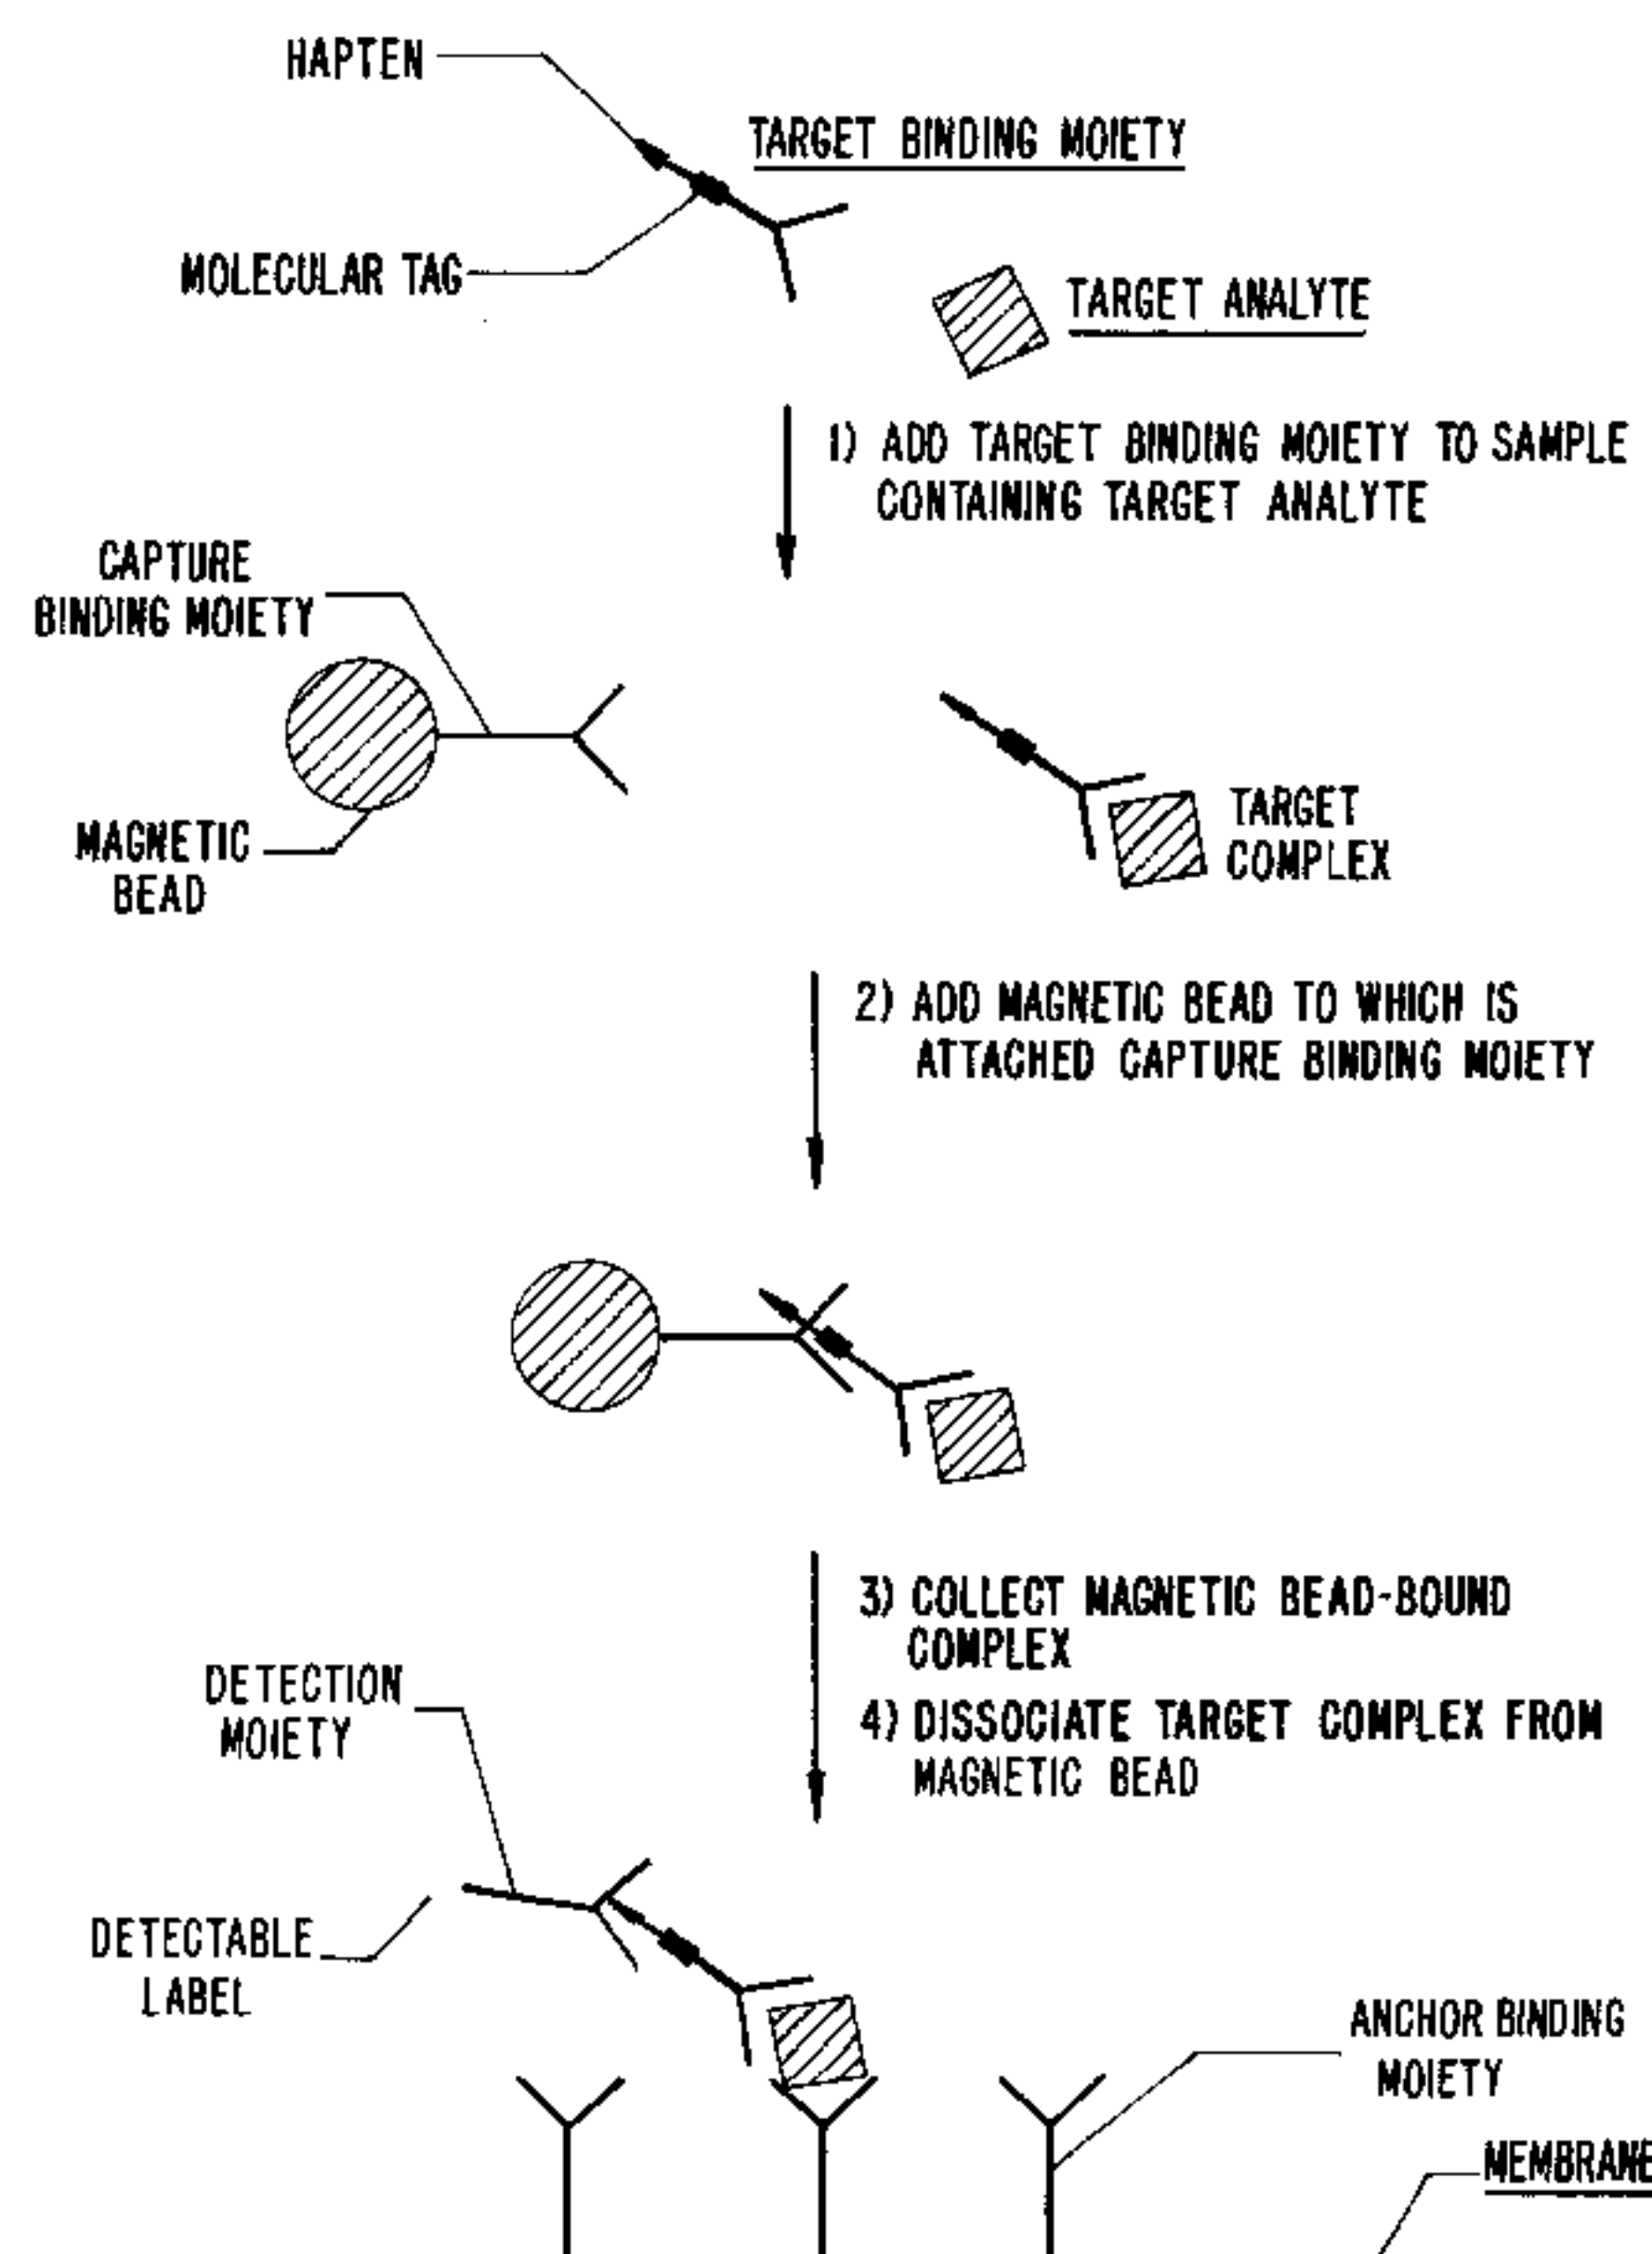 HAPTEN
TARGET BINDING MOIETY
MOLECULAR TAG
TARGET ANALYTE
1) ADD TARGET BINDING MOIETY TO SAMPLE
CONTAINING TARGET ANALYTE
CAPTURE
BINDING MOIETY
MAGNETIC
BEAD
TARGET
COMPLEX
2) ADD MAGNETIC BEAD TO WHICH IS
ATTACHED CAPTURE BINDING MOIETY
3) COLLECT MAGNETIC BEAD-BOUND
COMPLEX
4) DISSOCIATE TARGET COMPLEX FROM
MAGNETIC BEAD
DETECTION
MOIETY
DETECTABLE
LABEL
ANCHOR BINDING
MOIETY
MEMBRANE